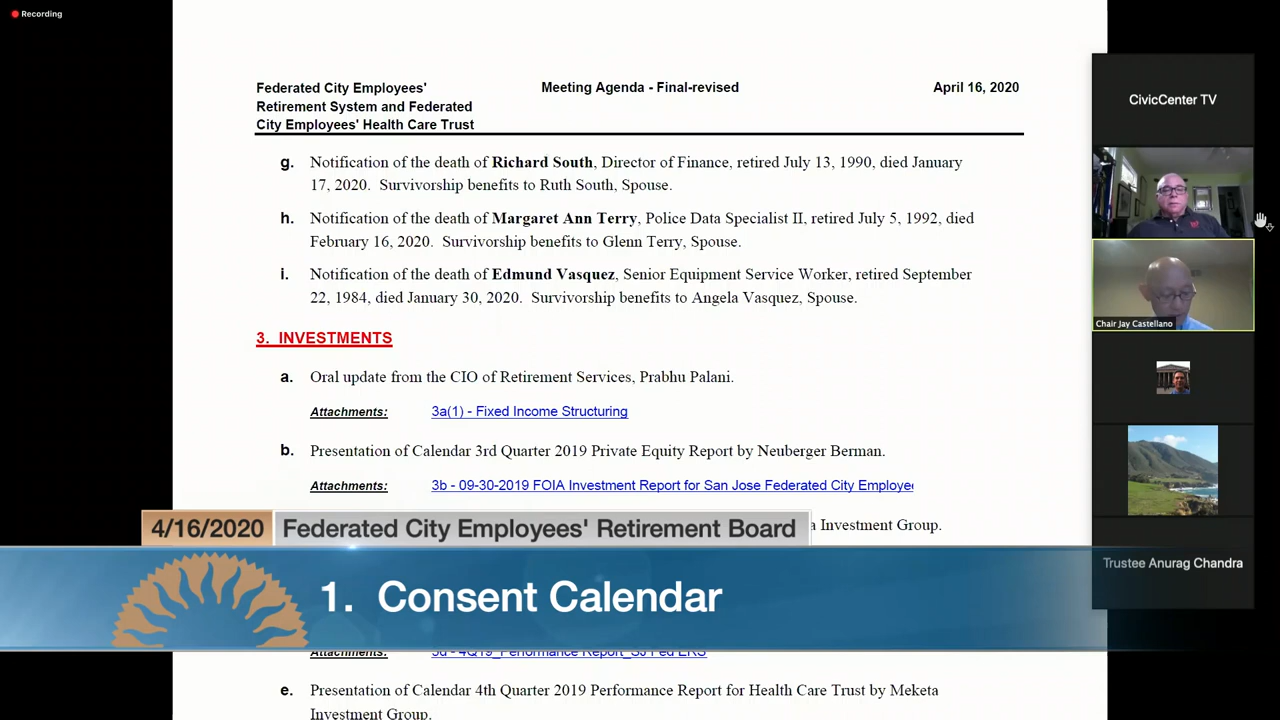 Recording
Federated City Employees'
Retirement System and Federated
City Employees' Health Care Trust
Meeting Agenda - Final-revised
April 16, 2020
g. Notification of the death of Richard South, Director of Finance, retired July 13, 1990, died January
17, 2020. Survivorship benefits to Ruth South, Spouse.
h. Notification of the death of Margaret Ann Terry, Police Data Specialist II, retired July 5, 1992, died
February 16, 2020. Survivorship benefits to Glenn Terry, Spouse.
i. Notification of the death of Edmund Vasquez, Senior Equipment Service Worker, retired September
22, 1984, died January 30, 2020. Survivorship benefits to Angela Vasquez, Spouse.
3. INVESTMENTS
a. Oral update from the CIO of Retirement Services, Prabhu Palani.
Attachments: 3a(1) - Fixed Income Structuring
b. Presentation of Calendar 3rd Quarter 2019 Private Equity Report by Neuberger Berman.
Attachments: 3b - 09-30-2019 FOIA Investment Report for San Jose Federated City Employee
a Investment Group.
4/16/2020 Federated City Employees' Retirement Board
1. Consent Calendar
Attachments: 3d - 4Q19_Performance Report_SJ Fed ERS
e. Presentation of Calendar 4th Quarter 2019 Performance Report for Health Care Trust by Meketa
Investment Group.
CivicCenter TV
Chair Jay Castellano
Trustee Anurag Chandra